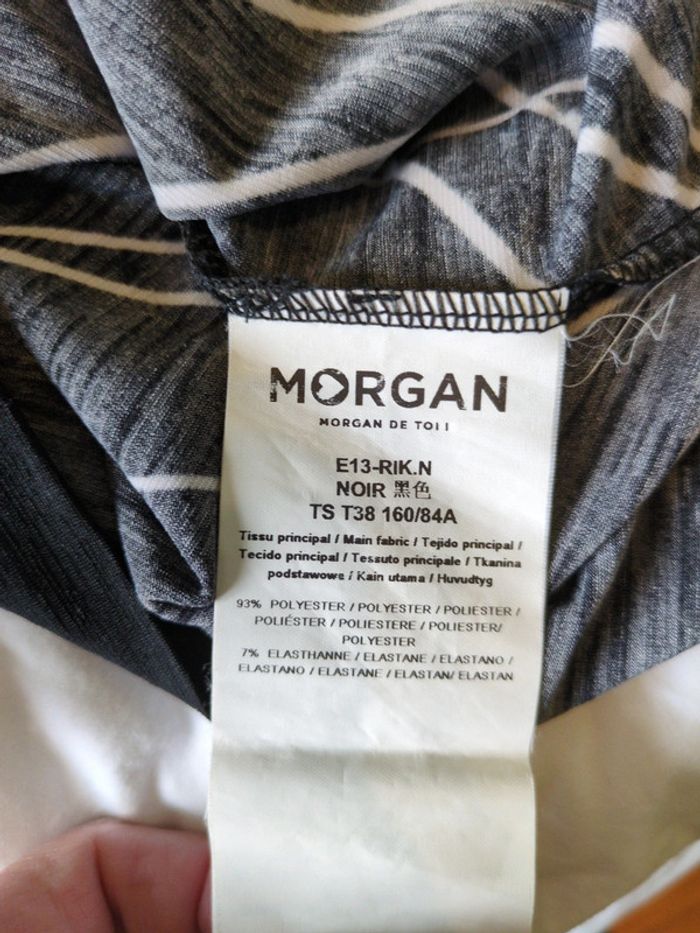 MORGAN
MORGAN DE TOI !
E13-RIK.N
NOIR 黑色
TS T38 160/84A
Tissu principal / Main fabric / Tejido principal /
Tecido principal / Tessuto principale / Tkanina
podstawowe / Kain utama / Huvudtyg
93% POLYESTER / POLYESTER / POLIESTER /
POLIÉSTER / POLIESTERE / POLIESTER/
POLYESTER
7% ELASTHANNE / ELASTANE / ELASTANO /
ELASTANO / ELASTANE / ELASTAN/ ELASTAN